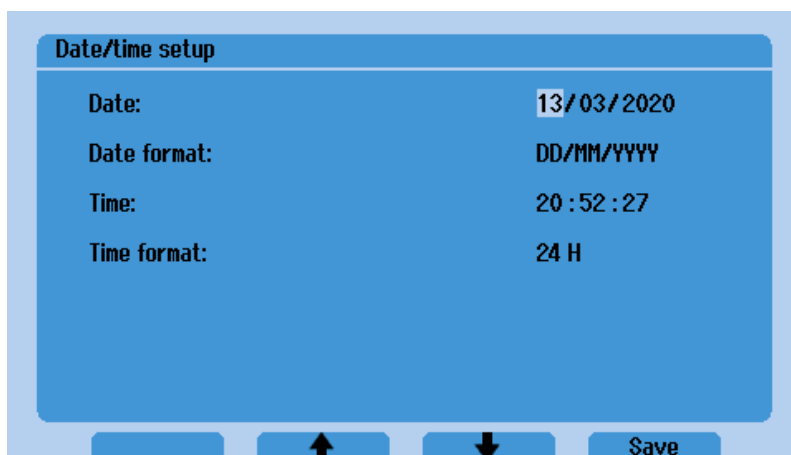 Date/time setup
Date: 13/03/2020
Date format: DD/MM/YYYY
Time: 20:52:27
Time format: 24 H
Save